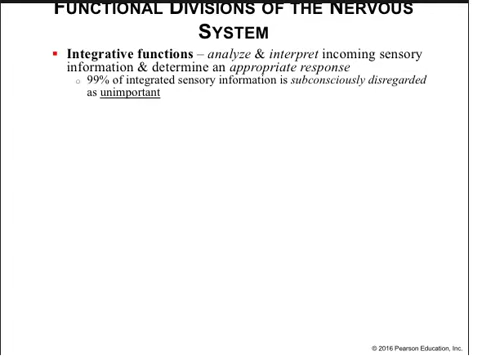 FUNCTIONAL DIVISIONS OF THE NERVOUS
SYSTEM
▪ Integrative functions – analyze & interpret incoming sensory
information & determine an appropriate response
○ 99% of integrated sensory information is subconsciously disregarded
as unimportant
© 2016 Pearson Education, Inc.